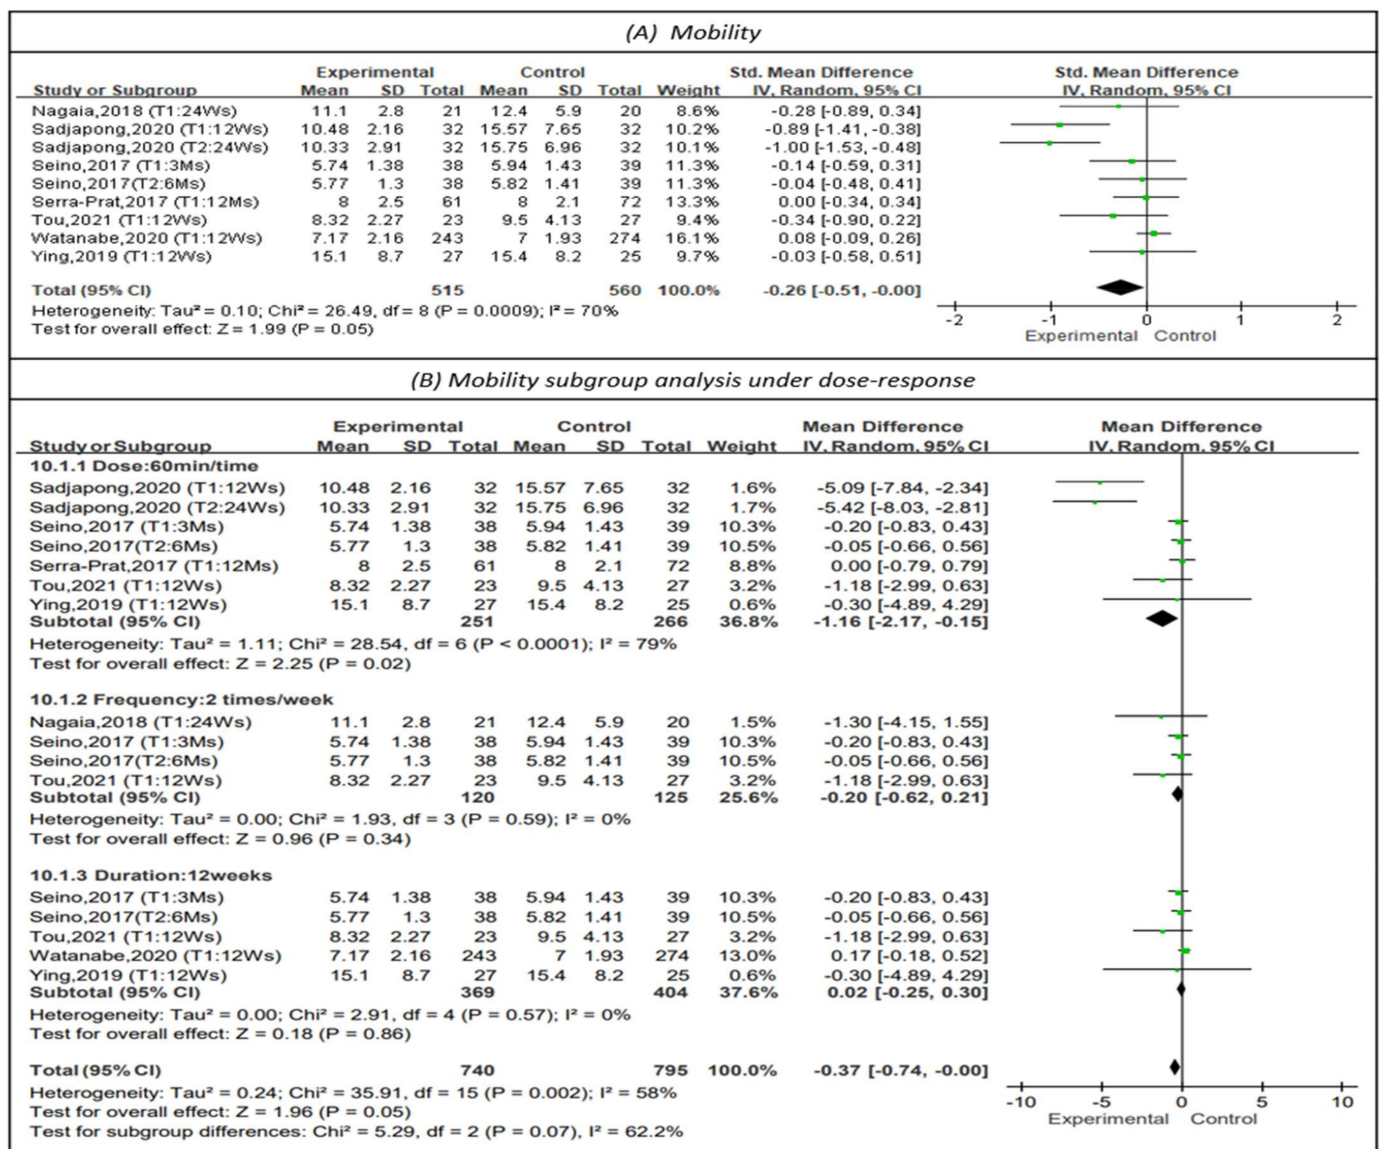 (A) Mobility
Experimental Control Std. Mean Difference Std. Mean Difference
Study or Subgroup Mean SD Total Mean SD Total Weight IV, Random, 95% CI IV, Random, 95% CI
Nagaia,2018 (T1:24Ws) 11.1 2.8 21 12.4 5.9 20 8.6% -0.28 [-0.89, 0.34]
Sadjapong,2020 (T1:12Ws) 10.48 2.16 32 15.57 7.65 32 10.2% -0.89 [-1.41, -0.38]
Sadjapong,2020 (T2:24Ws) 10.33 2.91 32 15.75 6.96 32 10.1% -1.00 [-1.53, -0.48]
Seino,2017 (T1:3Ms) 5.74 1.38 38 5.94 1.43 39 11.3% -0.14 [-0.59, 0.31]
Seino,2017(T2:6Ms) 5.77 1.3 38 5.82 1.41 39 11.3% -0.04 [-0.48, 0.41]
Serra-Prat,2017 (T1:12Ms) 8 2.5 61 8 2.1 72 13.3% 0.00 [-0.34, 0.34]
Tou,2021 (T1:12Ws) 8.32 2.27 23 9.5 4.13 27 9.4% -0.34 [-0.90, 0.22]
Watanabe,2020 (T1:12Ws) 7.17 2.16 243 7 1.93 274 16.1% 0.08 [-0.09, 0.26]
Ying,2019 (T1:12Ws) 15.1 8.7 27 15.4 8.2 25 9.7% -0.03 [-0.58, 0.51]
Total (95% CI) 515 560 100.0% -0.26 [-0.51, -0.00]
Heterogeneity: Tau² = 0.10; Chi² = 26.49, df = 8 (P = 0.0009); I² = 70%
Test for overall effect: Z = 1.99 (P = 0.05)
-2 -1 0 1 2
Experimental Control
(B) Mobility subgroup analysis under dose-response
Experimental Control Mean Difference Mean Difference
Study or Subgroup Mean SD Total Mean SD Total Weight IV, Random, 95% CI IV, Random, 95% CI
10.1.1 Dose:60min/time
Sadjapong,2020 (T1:12Ws) 10.48 2.16 32 15.57 7.65 32 1.6% -5.09 [-7.84, -2.34]
Sadjapong,2020 (T2:24Ws) 10.33 2.91 32 15.75 6.96 32 1.7% -5.42 [-8.03, -2.81]
Seino,2017 (T1:3Ms) 5.74 1.38 38 5.94 1.43 39 10.3% -0.20 [-0.83, 0.43]
Seino,2017(T2:6Ms) 5.77 1.3 38 5.82 1.41 39 10.5% -0.05 [-0.66, 0.56]
Serra-Prat,2017 (T1:12Ms) 8 2.5 61 8 2.1 72 8.8% 0.00 [-0.79, 0.79]
Tou,2021 (T1:12Ws) 8.32 2.27 23 9.5 4.13 27 3.2% -1.18 [-2.99, 0.63]
Ying,2019 (T1:12Ws) 15.1 8.7 27 15.4 8.2 25 0.6% -0.30 [-4.89, 4.29]
Subtotal (95% CI) 251 266 36.8% -1.16 [-2.17, -0.15]
Heterogeneity: Tau² = 1.11; Chi² = 28.54, df = 6 (P < 0.0001); I² = 79%
Test for overall effect: Z = 2.25 (P = 0.02)
10.1.2 Frequency:2 times/week
Nagaia,2018 (T1:24Ws) 11.1 2.8 21 12.4 5.9 20 1.5% -1.30 [-4.15, 1.55]
Seino,2017 (T1:3Ms) 5.74 1.38 38 5.94 1.43 39 10.3% -0.20 [-0.83, 0.43]
Seino,2017(T2:6Ms) 5.77 1.3 38 5.82 1.41 39 10.5% -0.05 [-0.66, 0.56]
Tou,2021 (T1:12Ws) 8.32 2.27 23 9.5 4.13 27 3.2% -1.18 [-2.99, 0.63]
Subtotal (95% CI) 120 125 25.6% -0.20 [-0.62, 0.21]
Heterogeneity: Tau² = 0.00; Chi² = 1.93, df = 3 (P = 0.59); I² = 0%
Test for overall effect: Z = 0.96 (P = 0.34)
10.1.3 Duration:12weeks
Seino,2017 (T1:3Ms) 5.74 1.38 38 5.94 1.43 39 10.3% -0.20 [-0.83, 0.43]
Seino,2017(T2:6Ms) 5.77 1.3 38 5.82 1.41 39 10.5% -0.05 [-0.66, 0.56]
Tou,2021 (T1:12Ws) 8.32 2.27 23 9.5 4.13 27 3.2% -1.18 [-2.99, 0.63]
Watanabe,2020 (T1:12Ws) 7.17 2.16 243 7 1.93 274 13.0% 0.17 [-0.18, 0.52]
Ying,2019 (T1:12Ws) 15.1 8.7 27 15.4 8.2 25 0.6% -0.30 [-4.89, 4.29]
Subtotal (95% CI) 369 404 37.6% 0.02 [-0.25, 0.30]
Heterogeneity: Tau² = 0.00; Chi² = 2.91, df = 4 (P = 0.57); I² = 0%
Test for overall effect: Z = 0.18 (P = 0.86)
Total (95% CI) 740 795 100.0% -0.37 [-0.74, -0.00]
Heterogeneity: Tau² = 0.24; Chi² = 35.91, df = 15 (P = 0.002); I² = 58%
Test for overall effect: Z = 1.96 (P = 0.05)
Test for subgroup differences: Chi² = 5.29, df = 2 (P = 0.07), I² = 62.2%
-10 -5 0 5 10
Experimental Control